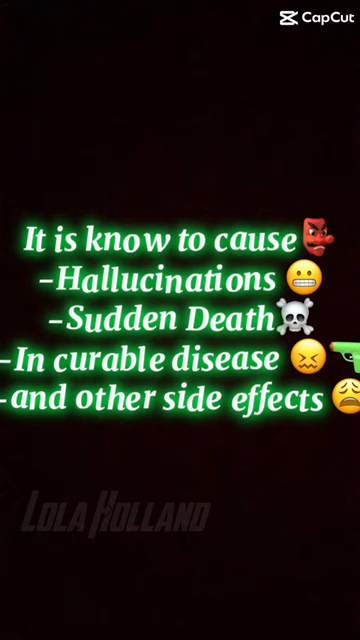 CapCut
It is know to cause👺
-Hallucinations 😬
-Sudden Death☠️
-In curable disease 😖🔫
-and other side effects 😩
LOLA HOLLAND